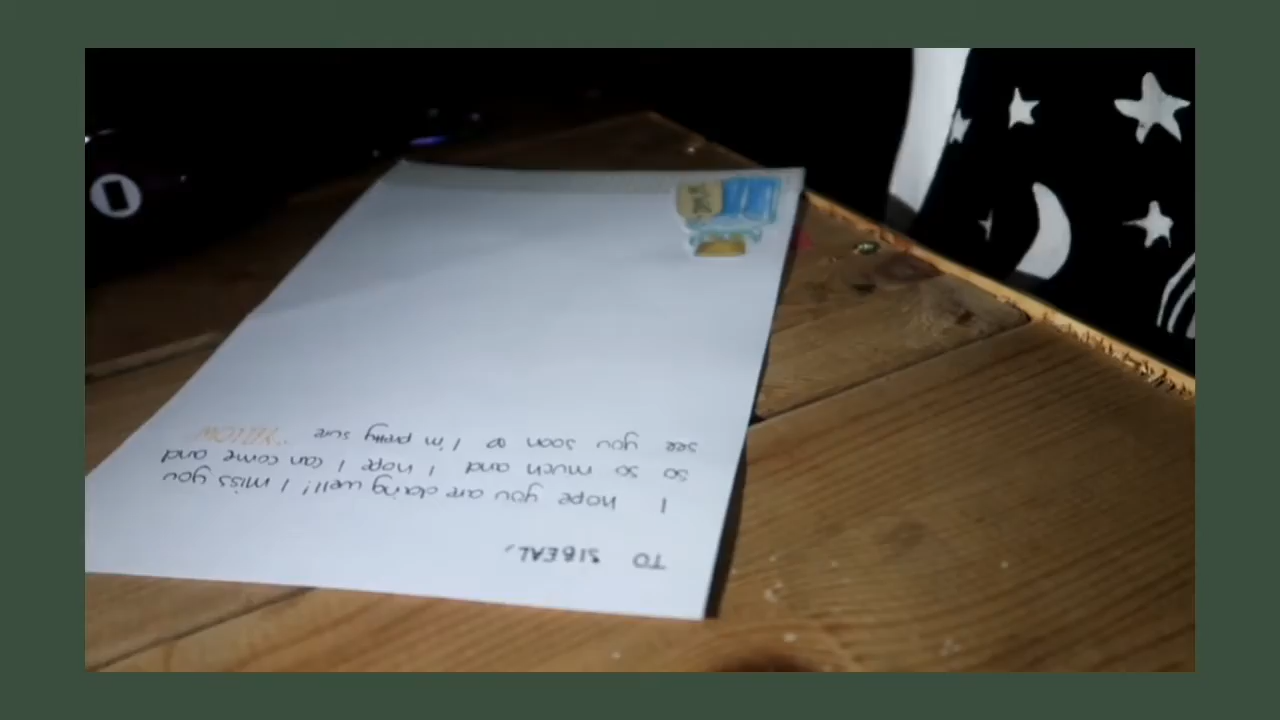 TO SIBEAL,
I hope you are doing well! I miss you
so so much and I hope I can come and
see you soon ♡ I'm pretty sure "YELLOW